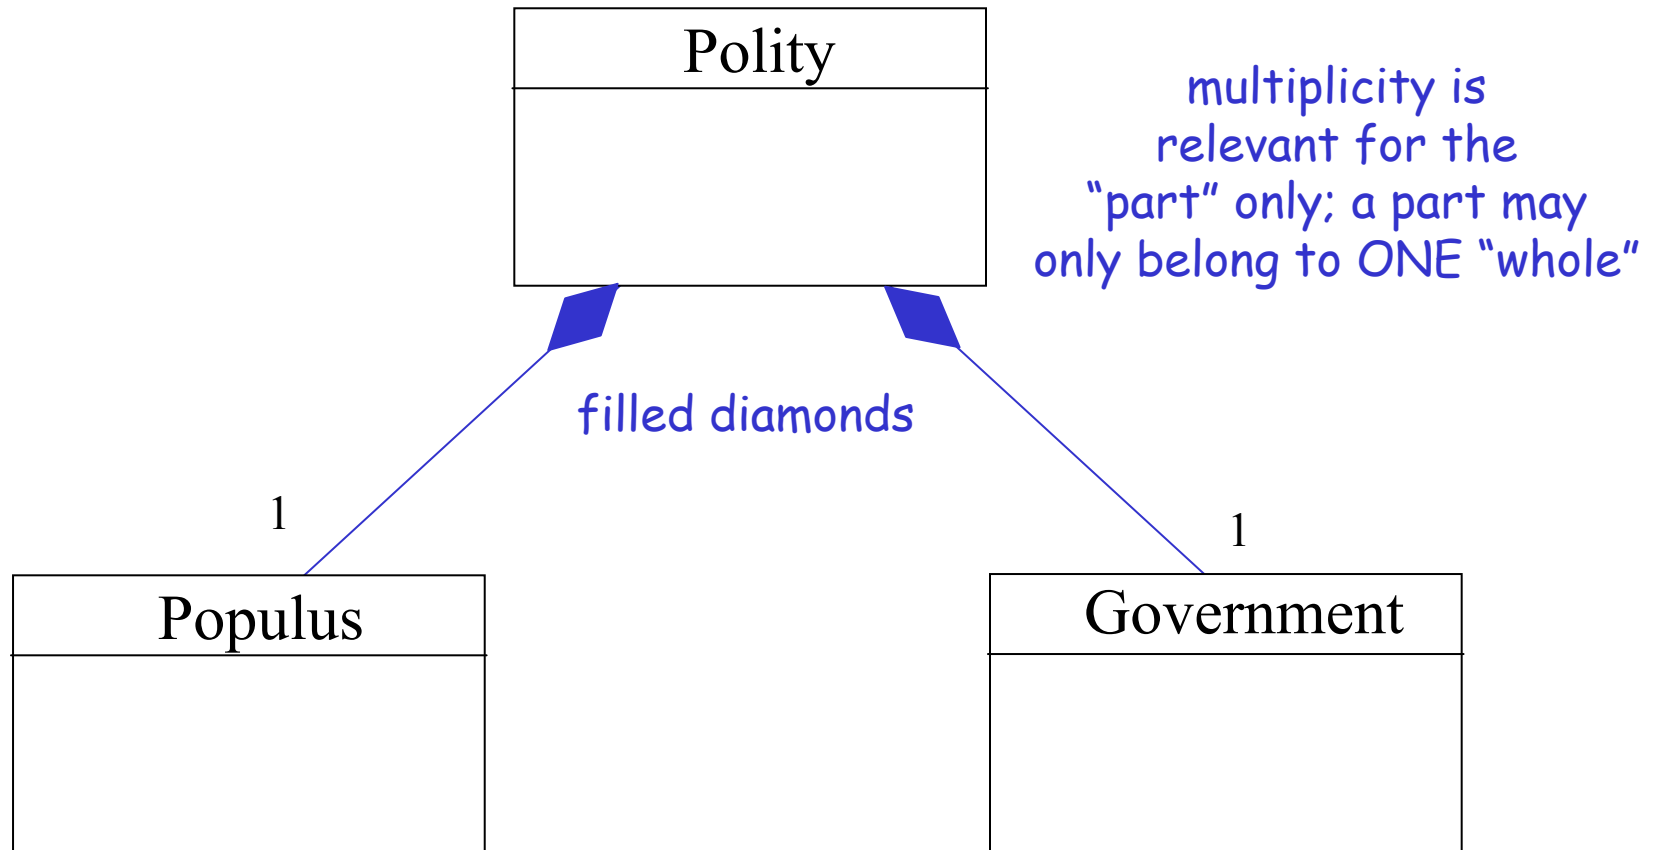 Polity
multiplicity is
relevant for the
“part” only; a part may
only belong to ONE “whole”
filled diamonds
1
1
Populus
Government